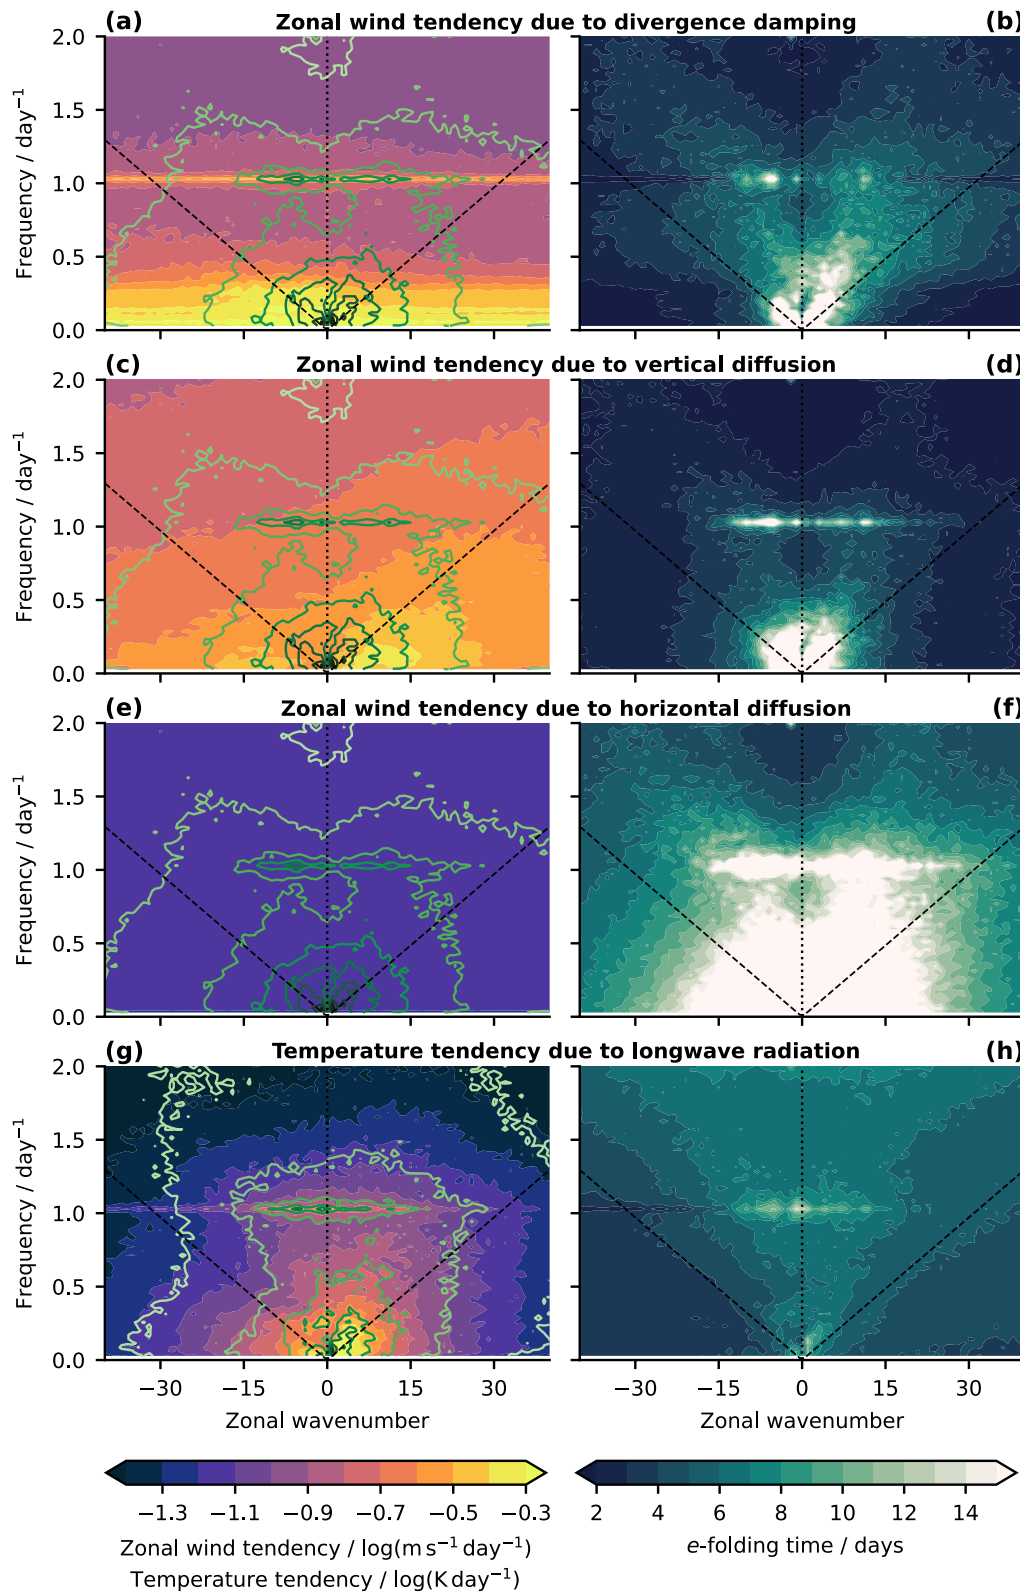 (a) Zonal wind tendency due to divergence damping (b)
2.0
1.5
1.0
0.5
0.0
Frequency / day⁻¹
(c) Zonal wind tendency due to vertical diffusion (d)
2.0
1.5
1.0
0.5
0.0
Frequency / day⁻¹
(e) Zonal wind tendency due to horizontal diffusion (f)
2.0
1.5
1.0
0.5
0.0
Frequency / day⁻¹
(g) Temperature tendency due to longwave radiation (h)
2.0
1.5
1.0
0.5
0.0
Frequency / day⁻¹
−30 −15 0 15 30 −30 −15 0 15 30
Zonal wavenumber Zonal wavenumber
−1.3 −1.1 −0.9 −0.7 −0.5 −0.3 2 4 6 8 10 12 14
Zonal wind tendency / log(m s⁻¹ day⁻¹) e-folding time / days
Temperature tendency / log(K day⁻¹)